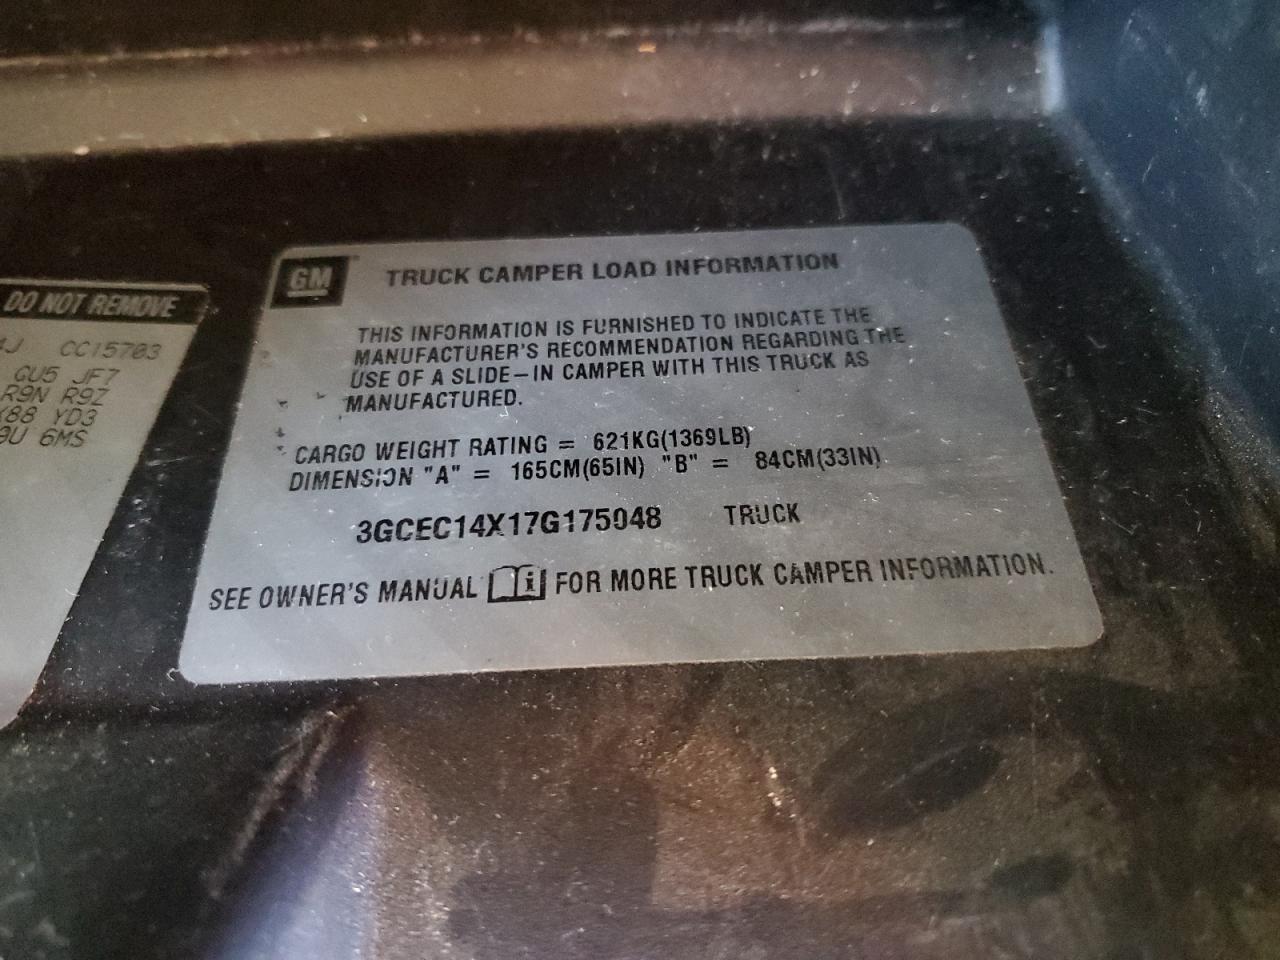 DO NOT REMOVE
CC15703
GU5 JF7
R9N R9Z
YD3
6MS
GM
TRUCK CAMPER LOAD INFORMATION
THIS INFORMATION IS FURNISHED TO INDICATE THE
MANUFACTURER'S RECOMMENDATION REGARDING THE
USE OF A SLIDE-IN CAMPER WITH THIS TRUCK AS
MANUFACTURED.
CARGO WEIGHT RATING = 621KG(1369LB)
DIMENSION "A" = 165CM(65IN) "B" = 84CM(33IN)
3GCEC14X17G175048 TRUCK
SEE OWNER'S MANUAL i FOR MORE TRUCK CAMPER INFORMATION.